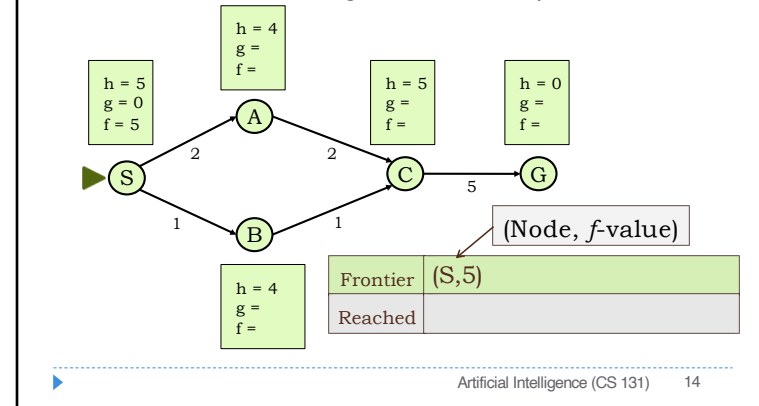 h = 4
g =
f =
h = 5
g = 0
f = 5
h = 5
g =
f =
h = 0
g =
f =
A
2
2
S
C
G
5
1
1
B
(Node, f-value)
h = 4
g =
f =
Frontier (S,5)
Reached
Artificial Intelligence (CS 131) 14